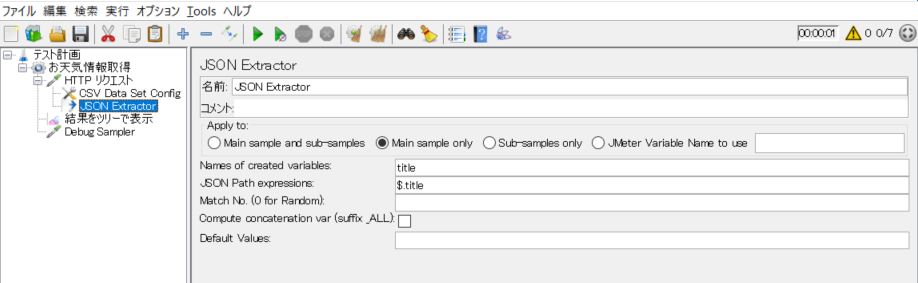 ファイル 編集 検索 実行 オプション Tools ヘルプ
00:00:01 0 0/7
テスト計画
お天気情報取得
HTTP リクエスト
CSV Data Set Config
JSON Extractor
結果をツリーで表示
Debug Sampler
JSON Extractor
名前: JSON Extractor
コメント:
Apply to:
Main sample and sub-samples Main sample only Sub-samples only JMeter Variable Name to use
Names of created variables: title
JSON Path expressions: $.title
Match No. (0 for Random):
Compute concatenation var (suffix _ALL):
Default Values: